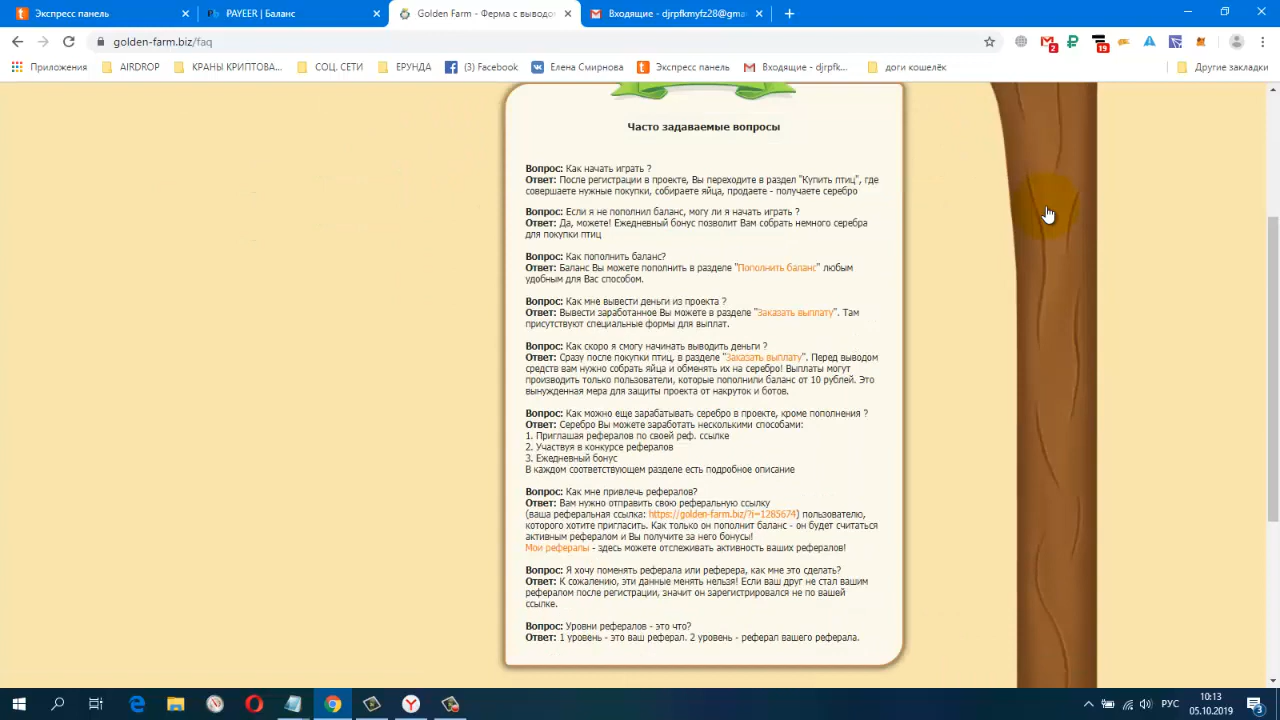 Экспресс панель
PAYEER | Баланс
Golden Farm - Ферма с выводо
Входящие - djrpfkmyfz28@gma
golden-farm.biz/faq
2
19
Приложения
AIRDROP
КРАНЫ КРИПТОВА...
СОЦ. СЕТИ
ЕРУНДА
(3) Facebook
Елена Смирнова
Экспресс панель
Входящие - djrpfk...
доги кошелёк
Другие закладки
Часто задаваемые вопросы
Вопрос: Как начать играть ?
Ответ: После регистрации в проекте, Вы переходите в раздел "Купить птиц", где
совершаете нужные покупки, собираете яйца, продаете - получаете серебро
Вопрос: Если я не пополнил баланс, могу ли я начать играть ?
Ответ: Да, можете! Ежедневный бонус позволит Вам собрать немного серебра
для покупки птиц
Вопрос: Как пополнить баланс?
Ответ: Баланс Вы можете пополнить в разделе "Пополнить баланс" любым
удобным для Вас способом.
Вопрос: Как мне вывести деньги из проекта ?
Ответ: Вывести заработанное Вы можете в разделе "Заказать выплату". Там
присутствуют специальные формы для выплат.
Вопрос: Как скоро я смогу начинать выводить деньги ?
Ответ: Сразу после покупки птиц, в разделе "Заказать выплату". Перед выводом
средств вам нужно собрать яйца и обменять их на серебро! Выплаты могут
производить только пользователи, которые пополнили баланс от 10 рублей. Это
вынужденная мера для защиты проекта от накруток и ботов.
Вопрос: Как можно еще зарабатывать серебро в проекте, кроме пополнения ?
Ответ: Серебро Вы можете заработать несколькими способами:
1. Приглашая рефералов по своей реф. ссылке
2. Участвуя в конкурсе рефералов
3. Ежедневный бонус
В каждом соответствующем разделе есть подробное описание
Вопрос: Как мне привлечь рефералов?
Ответ: Вам нужно отправить свою реферальную ссылку
(ваша реферальная ссылка: https://golden-farm.biz/?i=1285674) пользователю,
которого хотите пригласить. Как только он пополнит баланс - он будет считаться
активным рефералом и Вы получите за него бонусы!
Мои рефералы - здесь можете отслеживать активность ваших рефералов!
Вопрос: Я хочу поменять реферала или реферера, как мне это сделать?
Ответ: К сожалению, эти данные менять нельзя! Если ваш друг не стал вашим
рефералом после регистрации, значит он зарегистрировался не по вашей
ссылке.
Вопрос: Уровни рефералов - это что?
Ответ: 1 уровень - это ваш реферал. 2 уровень - реферал вашего реферала.
РУС
10:13
05.10.2019
3